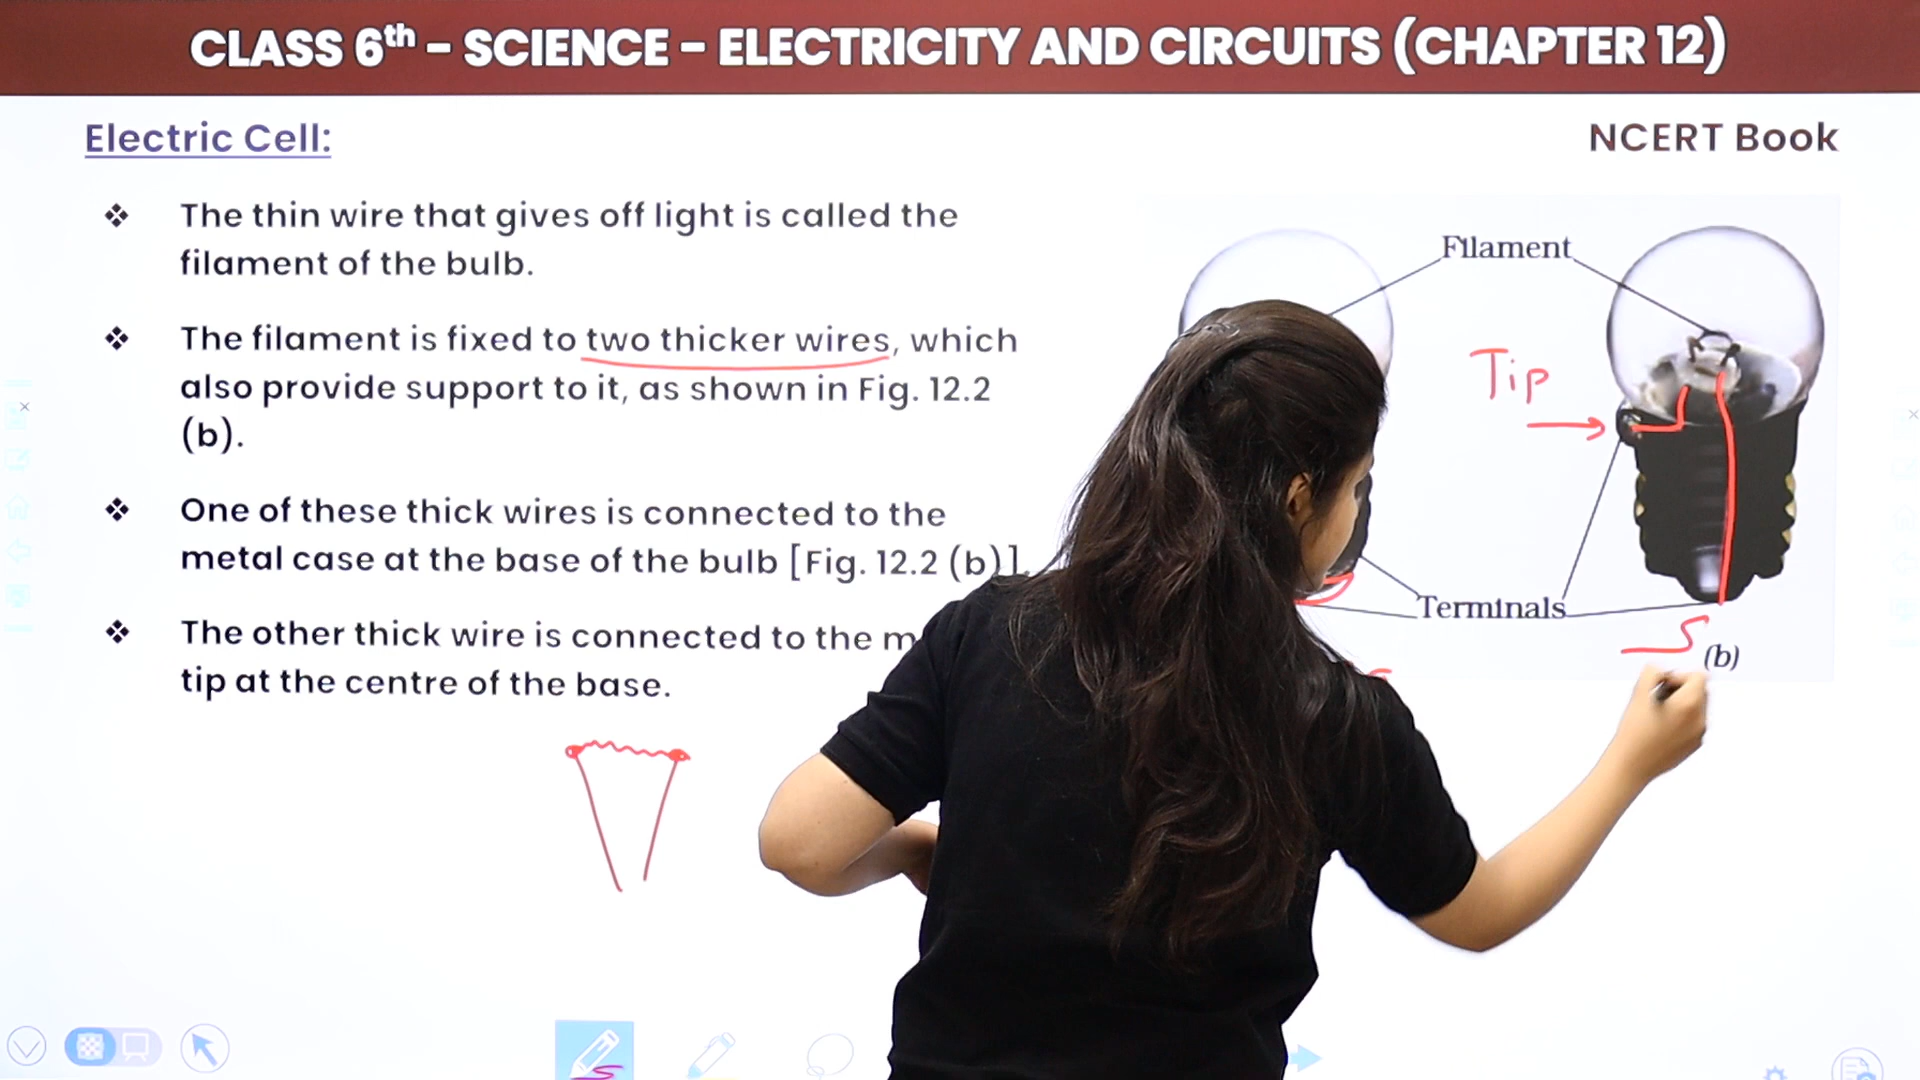 CLASS 6th - SCIENCE - ELECTRICITY AND CIRCUITS (CHAPTER 12)
Electric Cell:
NCERT Book
❖ The thin wire that gives off light is called the
filament of the bulb.
❖ The filament is fixed to two thicker wires, which
also provide support to it, as shown in Fig. 12.2
(b).
❖ One of these thick wires is connected to the
metal case at the base of the bulb [Fig. 12.2 (b)].
❖ The other thick wire is connected to the
tip at the centre of the base.
Filament
Tip
Terminals
(b)